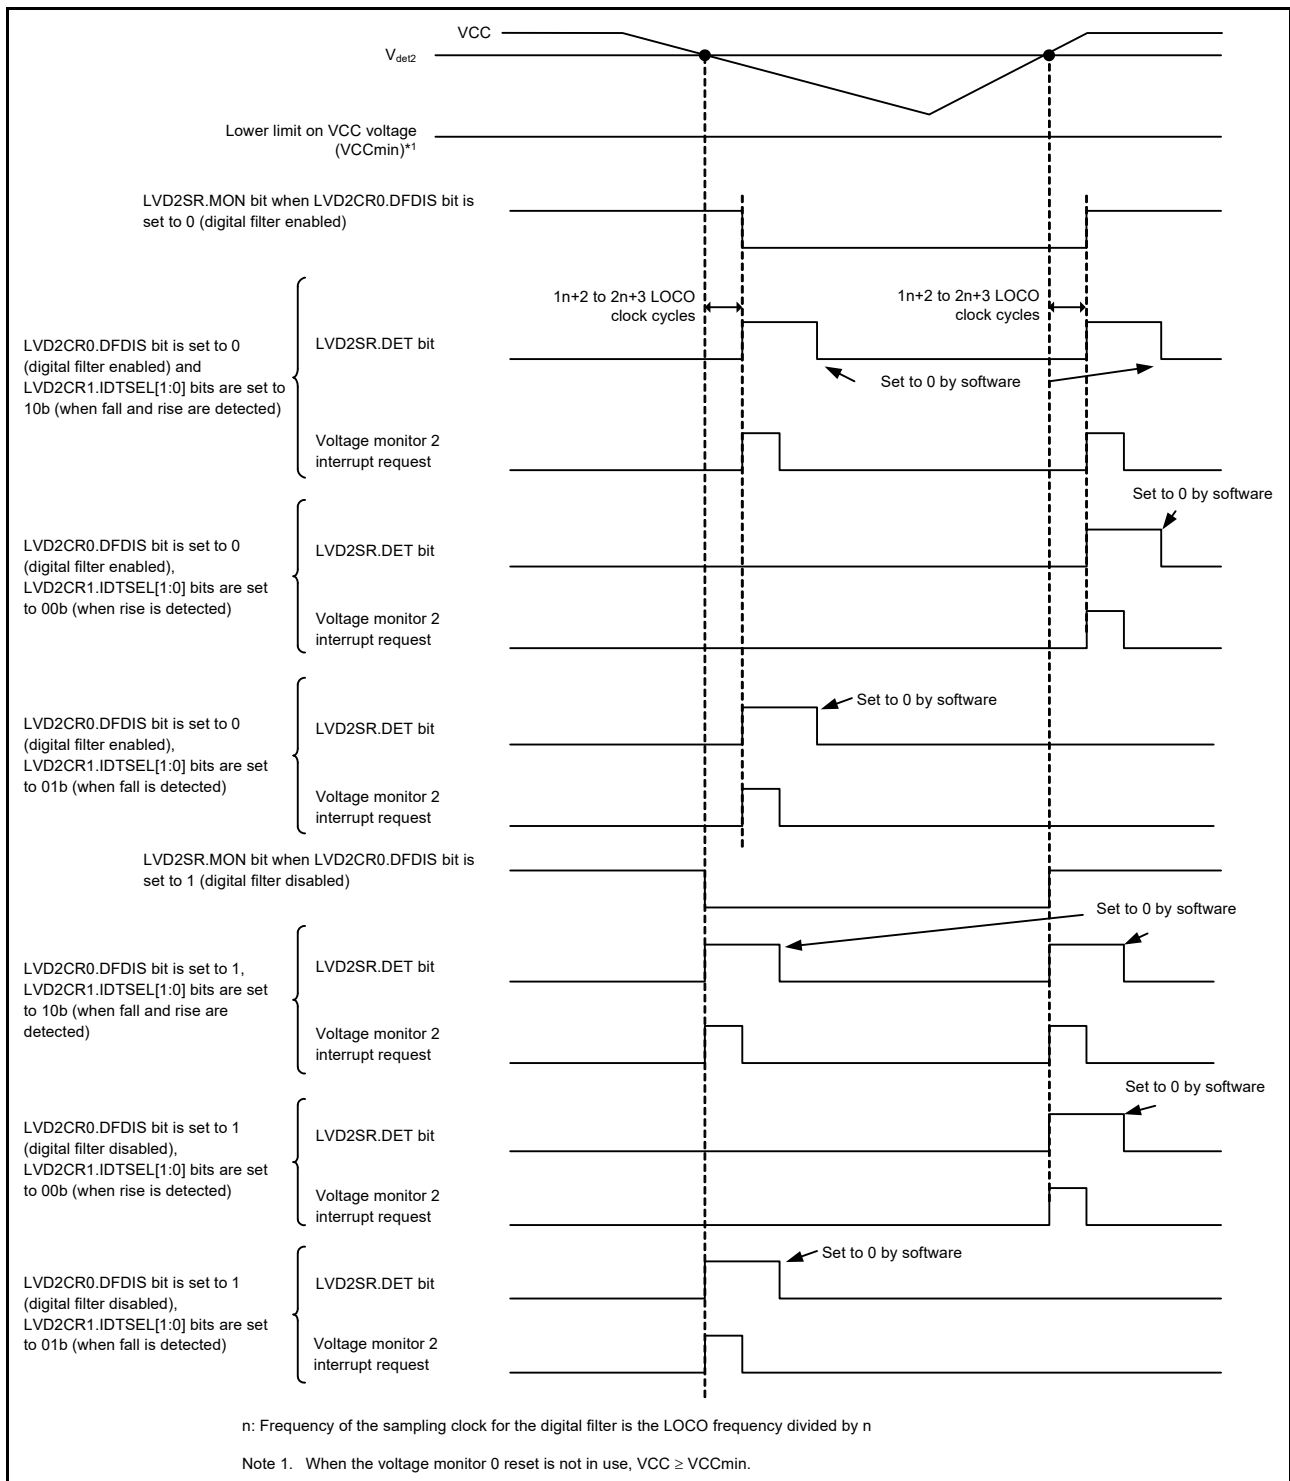 VCC
Vdet2
Lower limit on VCC voltage
(VCCmin)*1
LVD2SR.MON bit when LVD2CR0.DFDIS bit is
set to 0 (digital filter enabled)
1n+2 to 2n+3 LOCO
clock cycles
1n+2 to 2n+3 LOCO
clock cycles
LVD2CR0.DFDIS bit is set to 0
(digital filter enabled) and
LVD2CR1.IDTSEL[1:0] bits are set to
10b (when fall and rise are detected)
LVD2SR.DET bit
Set to 0 by software
Voltage monitor 2
interrupt request
Set to 0 by software
LVD2CR0.DFDIS bit is set to 0
(digital filter enabled),
LVD2CR1.IDTSEL[1:0] bits are set
to 00b (when rise is detected)
LVD2SR.DET bit
Voltage monitor 2
interrupt request
Set to 0 by software
LVD2CR0.DFDIS bit is set to 0
(digital filter enabled),
LVD2CR1.IDTSEL[1:0] bits are set
to 01b (when fall is detected)
LVD2SR.DET bit
Voltage monitor 2
interrupt request
LVD2SR.MON bit when LVD2CR0.DFDIS bit is
set to 1 (digital filter disabled)
Set to 0 by software
LVD2CR0.DFDIS bit is set to 1,
LVD2CR1.IDTSEL[1:0] bits are set
to 10b (when fall and rise are
detected)
LVD2SR.DET bit
Voltage monitor 2
interrupt request
Set to 0 by software
LVD2CR0.DFDIS bit is set to 1
(digital filter disabled),
LVD2CR1.IDTSEL[1:0] bits are set
to 00b (when rise is detected)
LVD2SR.DET bit
Voltage monitor 2
interrupt request
Set to 0 by software
LVD2CR0.DFDIS bit is set to 1
(digital filter disabled),
LVD2CR1.IDTSEL[1:0] bits are set
to 01b (when fall is detected)
LVD2SR.DET bit
Voltage monitor 2
interrupt request
n: Frequency of the sampling clock for the digital filter is the LOCO frequency divided by n
Note 1. When the voltage monitor 0 reset is not in use, VCC ≥ VCCmin.